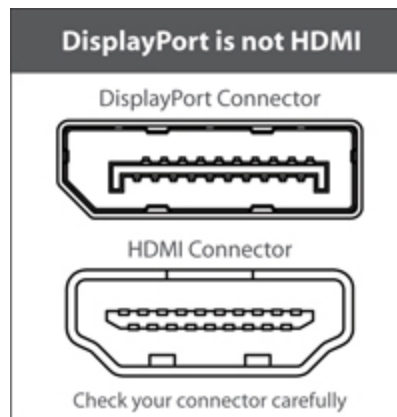 DisplayPort is not HDMI
DisplayPort Connector
HDMI Connector
Check your connector carefully